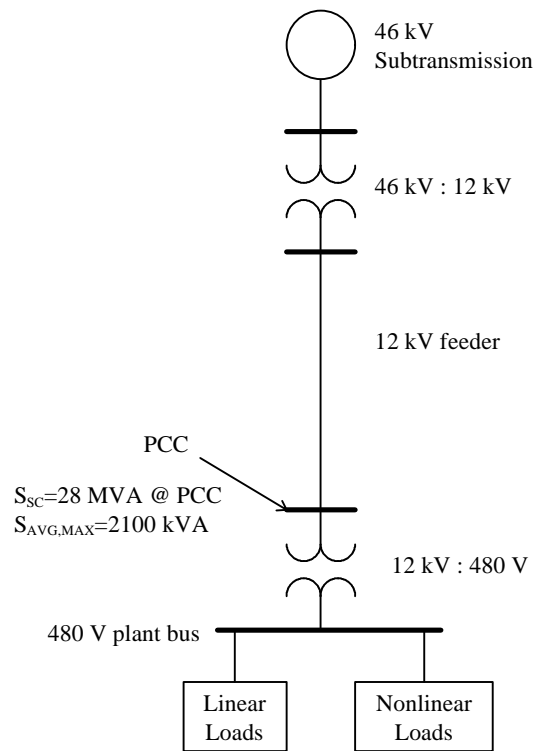 46 kV
Subtransmission
46 kV : 12 kV
12 kV feeder
PCC
S_SC=28 MVA @ PCC
S_AVG,MAX=2100 kVA
12 kV : 480 V
480 V plant bus
Linear
Loads
Nonlinear
Loads